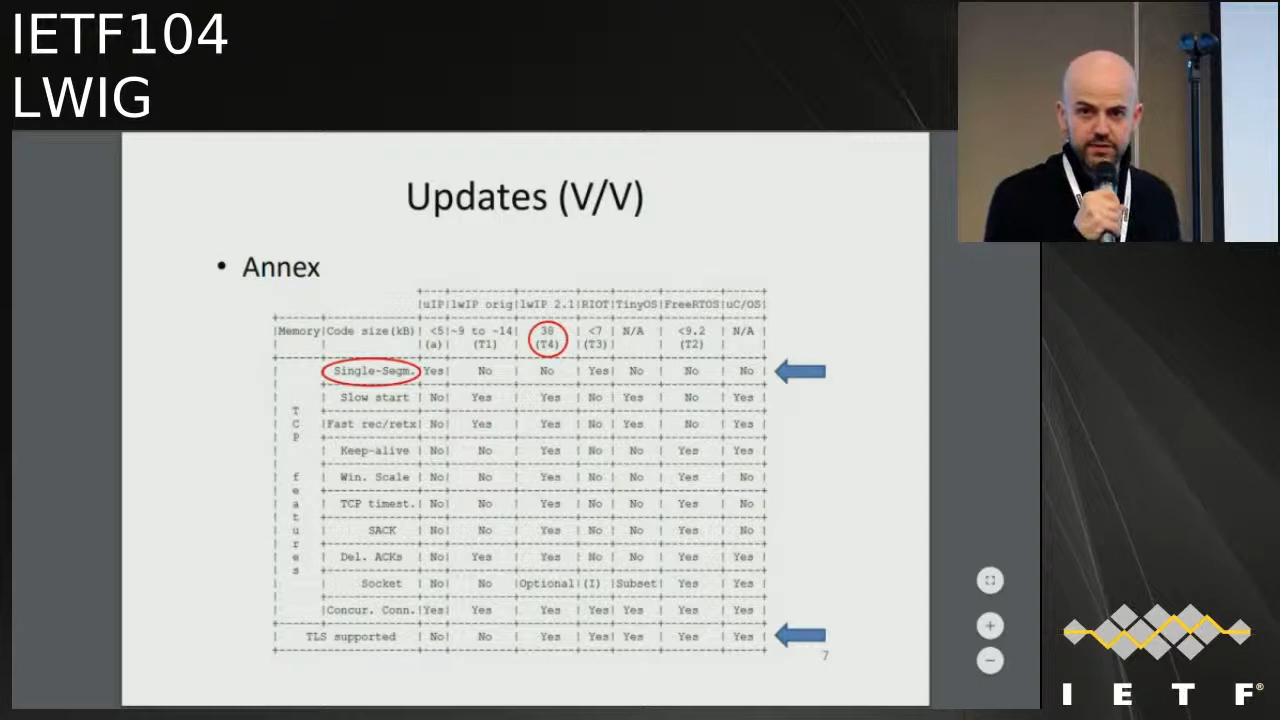 IETF104
LWIG
Updates (V/V)
• Annex
|uIP|lwIP orig|lwIP 2.1|RIOT|TinyOS|FreeRTOS|uC/OS|
|Memory|Code size(kB)| <5|~9 to ~14| 38 | <7 | N/A | <9.2 | N/A |
|(a)| (T1) | (T4) |(T3)| | (T2) | |
| Single-Segm.|Yes| No | No | Yes| No | No | No |
| Slow start | No| Yes | Yes | No | Yes | No | Yes |
T
C |Fast rec/retx| No| Yes | Yes | No | Yes | No | Yes |
P
| Keep-alive | No| No | Yes | No | No | Yes | Yes |
f | Win. Scale | No| No | Yes | No | No | Yes | No |
e
a | TCP timest.| No| No | Yes | No | No | Yes | No |
t
u | SACK | No| No | Yes | No | No | Yes | No |
r
e | Del. ACKs | No| Yes | Yes | No | No | Yes | Yes |
s
| Socket | No| No |Optional|(I) |Subset| Yes | Yes |
|Concur. Conn.|Yes| Yes | Yes | Yes| Yes | Yes | Yes |
| TLS supported | No| No | Yes | Yes| Yes | Yes | Yes |
7
I E T F®